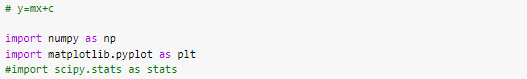 # y=mx+c
import numpy as np
import matplotlib.pyplot as plt
#import scipy.stats as stats